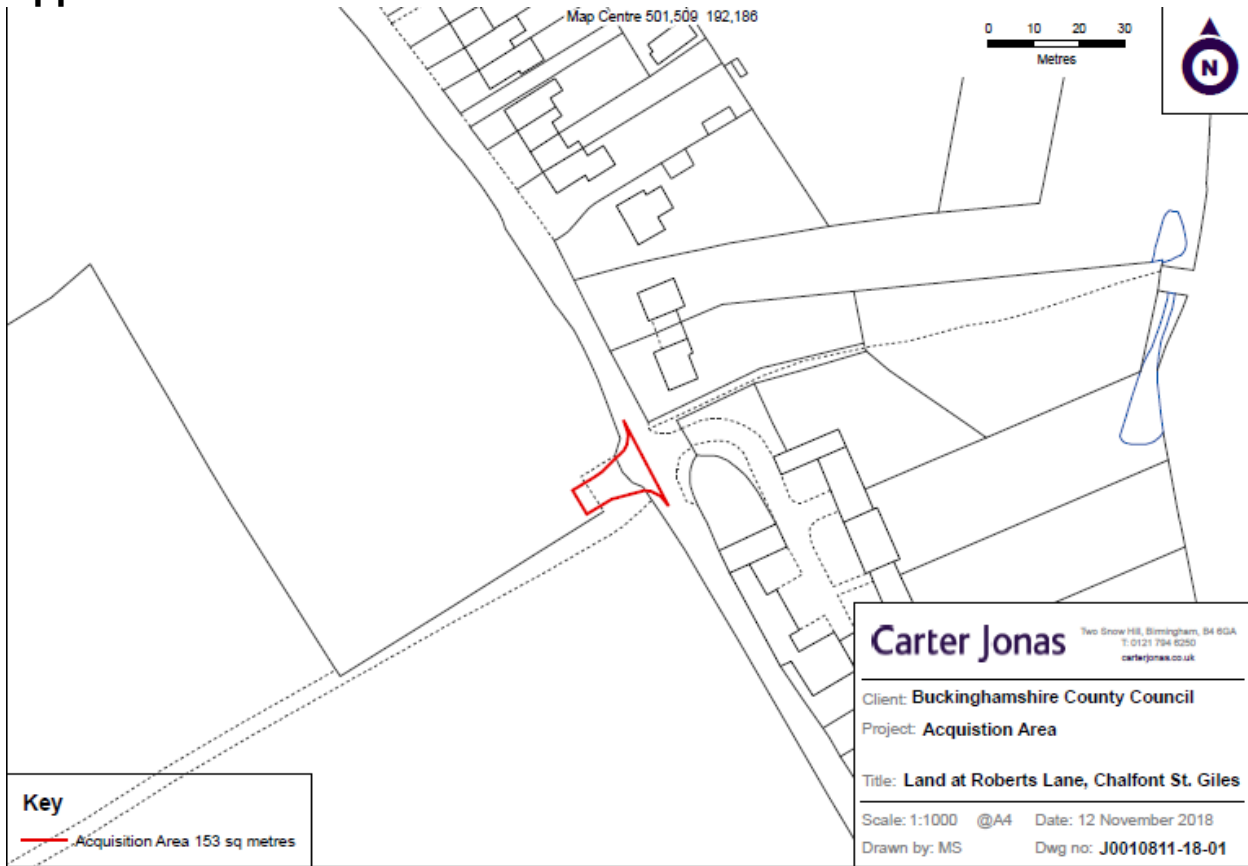 Map Centre 501,509 192,186
0 10 20 30
Metres
N
Carter Jonas
Two Snow Hill, Birmingham, B4 6GA
T: 0121 794 6250
carterjonas.co.uk
Client: Buckinghamshire County Council
Project: Acquistion Area
Title: Land at Roberts Lane, Chalfont St. Giles
Scale: 1:1000 @A4 Date: 12 November 2018
Drawn by: MS Dwg no: J0010811-18-01
Key
Acquisition Area 153 sq metres